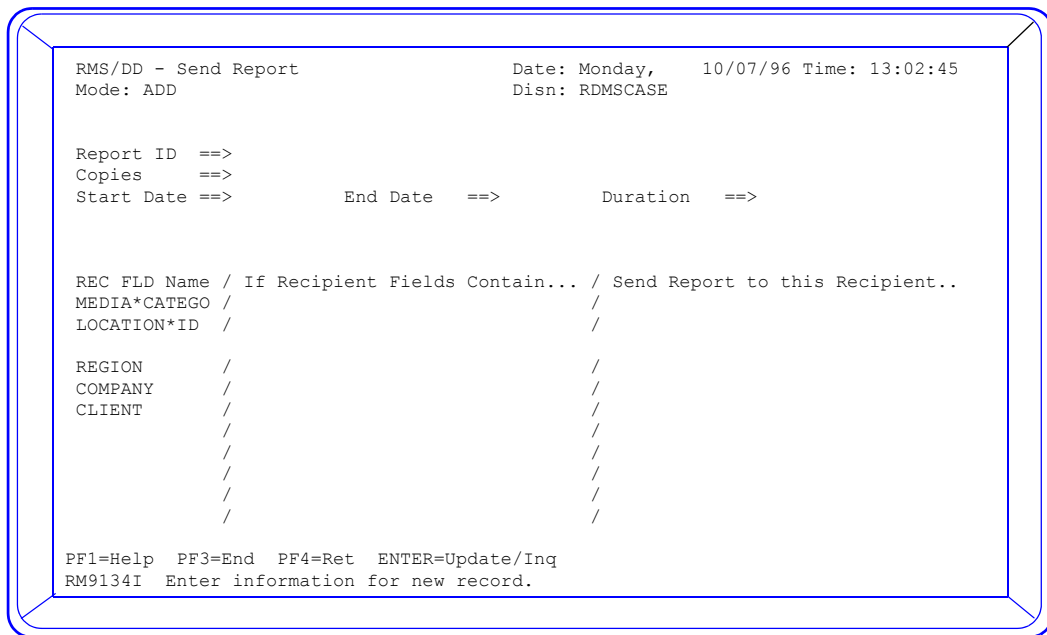 RMS/DD - Send Report Date: Monday, 10/07/96 Time: 13:02:45
Mode: ADD Disn: RDMSCASE
Report ID ==>
Copies ==>
Start Date ==> End Date ==> Duration ==>
REC FLD Name / If Recipient Fields Contain... / Send Report to this Recipient..
MEDIA*CATEGO / /
LOCATION*ID / /
REGION / /
COMPANY / /
CLIENT / /
/ /
/ /
/ /
/ /
/ /
PF1=Help PF3=End PF4=Ret ENTER=Update/Inq
RM9134I Enter information for new record.